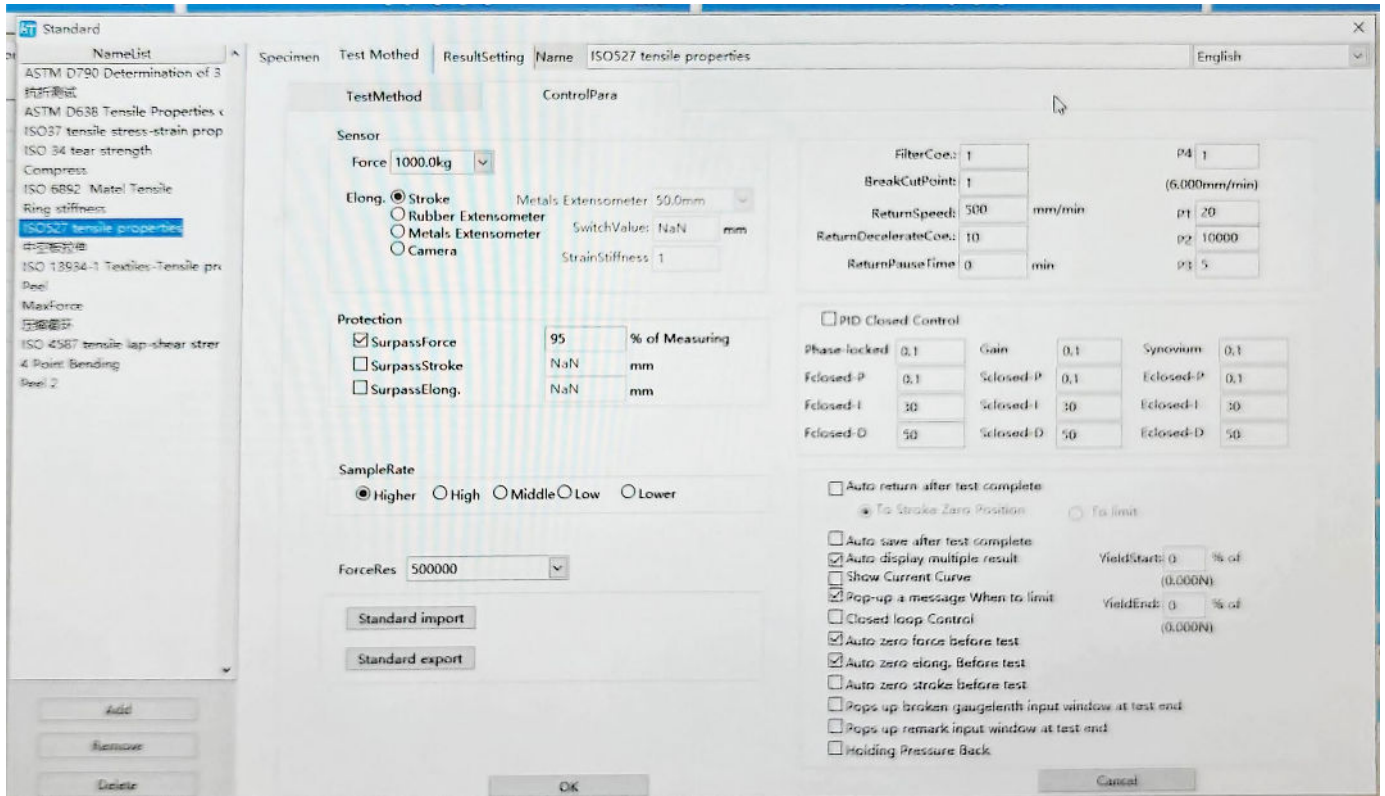 Standard
NameList
ASTM D790 Determination of 3
抗折测试
ASTM D638 Tensile Properties c
ISO37 tensile stress-strain prop
ISO 34 tear strength
Compress
ISO 6892 Matel Tensile
Ring stiffness
ISO527 tensile properties
中空板拉伸
ISO 13934-1 Textiles-Tensile pro
Peel
MaxForce
压缩循环
ISO 4587 tensile lap-shear strer
4 Point Bending
Peel 2
Add
Remove
Delete
Specimen Test Mothed ResultSetting Name ISO527 tensile properties English
TestMethod ControlPara
Sensor
Force 1000.0kg
Elong. Stroke Metals Extensometer 50.0mm
Rubber Extensometer
SwitchValue: NaN mm
Metals Extensometer
Camera
StrainStiffness 1
FilterCoe.: 1 P4 1
BreakCutPoint: 1 (6.000mm/min)
ReturnSpeed: 500 mm/min P1 20
ReturnDecelerateCoe.: 10 P2 10000
ReturnPauseTime 0 min P3 5
Protection
SurpassForce 95 % of Measuring
SurpassStroke NaN mm
SurpassElong. NaN mm
PID Closed Control
Phase-locked 0.1 Gain 0.1 Synovium 0.1
Fclosed-P 0.1 Sclosed-P 0.1 Eclosed-P 0.1
Fclosed-I 30 Sclosed-I 30 Eclosed-I 30
Fclosed-D 50 Sclosed-D 50 Eclosed-D 50
SampleRate
Higher High Middle Low Lower
ForceRes 500000
Standard import
Standard export
Auto return after test complete
To Stroke Zero Position To limit
Auto save after test complete
Auto display multiple result YieldStart: 0 % of
Show Current Curve (0.000N)
Pop-up a message When to limit YieldEnd: 0 % of
Closed loop Control (0.000N)
Auto zero force before test
Auto zero elong. Before test
Auto zero stroke before test
Pops up broken gaugelenth input window at test end
Pops up remark input window at test end
Holding Pressure Back
OK
Cancel